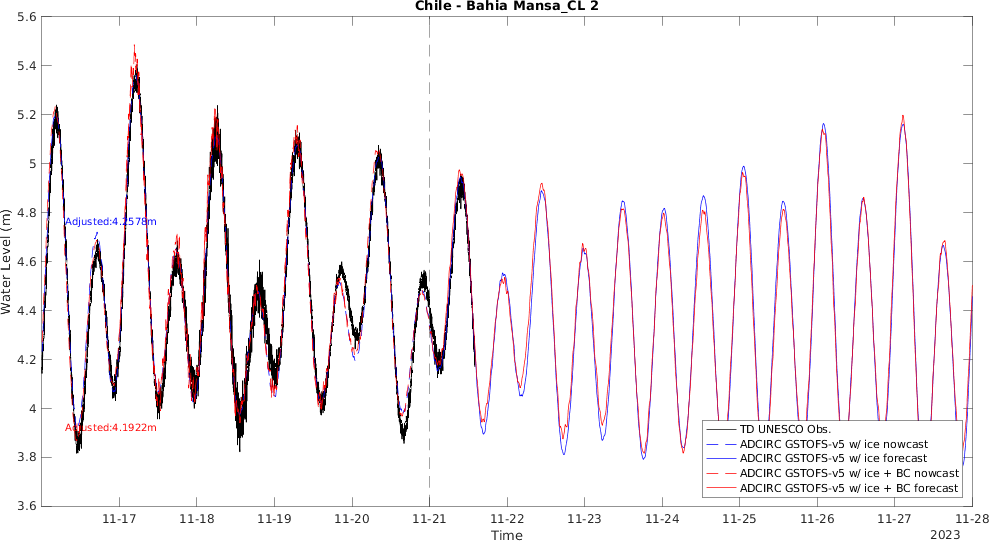 Chile - Bahia Mansa_CL 2
5.6
5.4
5.2
5
4.8
4.6
4.4
4.2
4
3.8
3.6
Water Level (m)
Adjusted:4.2578m
Adjusted:4.1922m
TD UNESCO Obs.
ADCIRC GSTOFS-v5 w/ ice nowcast
ADCIRC GSTOFS-v5 w/ ice forecast
ADCIRC GSTOFS-v5 w/ ice + BC nowcast
ADCIRC GSTOFS-v5 w/ ice + BC forecast
11-17 11-18 11-19 11-20 11-21 11-22 11-23 11-24 11-25 11-26 11-27 11-28
Time
2023